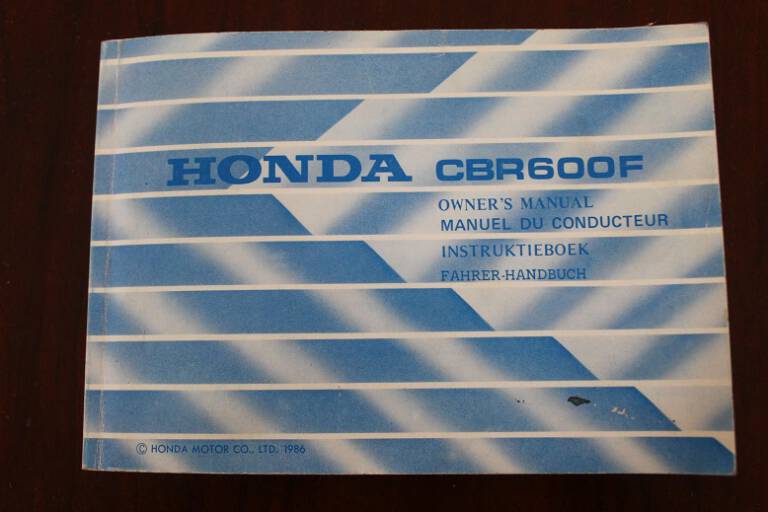 HONDA CBR600F
OWNER'S MANUAL
MANUEL DU CONDUCTEUR
INSTRUKTIEBOEK
FAHRER-HANDBUCH
© HONDA MOTOR CO., LTD. 1986